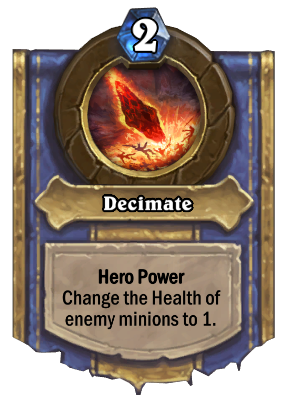 2
Decimate
Hero Power
Change the Health of
enemy minions to 1.